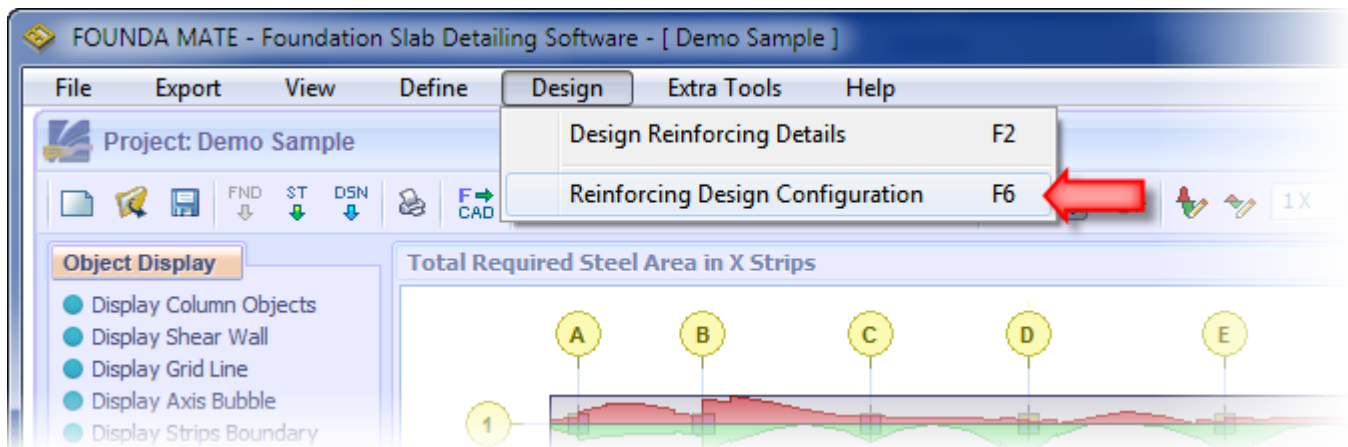 FOUNDA MATE - Foundation Slab Detailing Software - [ Demo Sample ]
File Export View Define Design Extra Tools Help
Design Reinforcing Details F2
Project: Demo Sample
Reinforcing Design Configuration F6
FND ST DSN F CAD 1X
Object Display
Total Required Steel Area in X Strips
Display Column Objects
Display Shear Wall
Display Grid Line
Display Axis Bubble
Display Strips Boundary
A B C D E
1